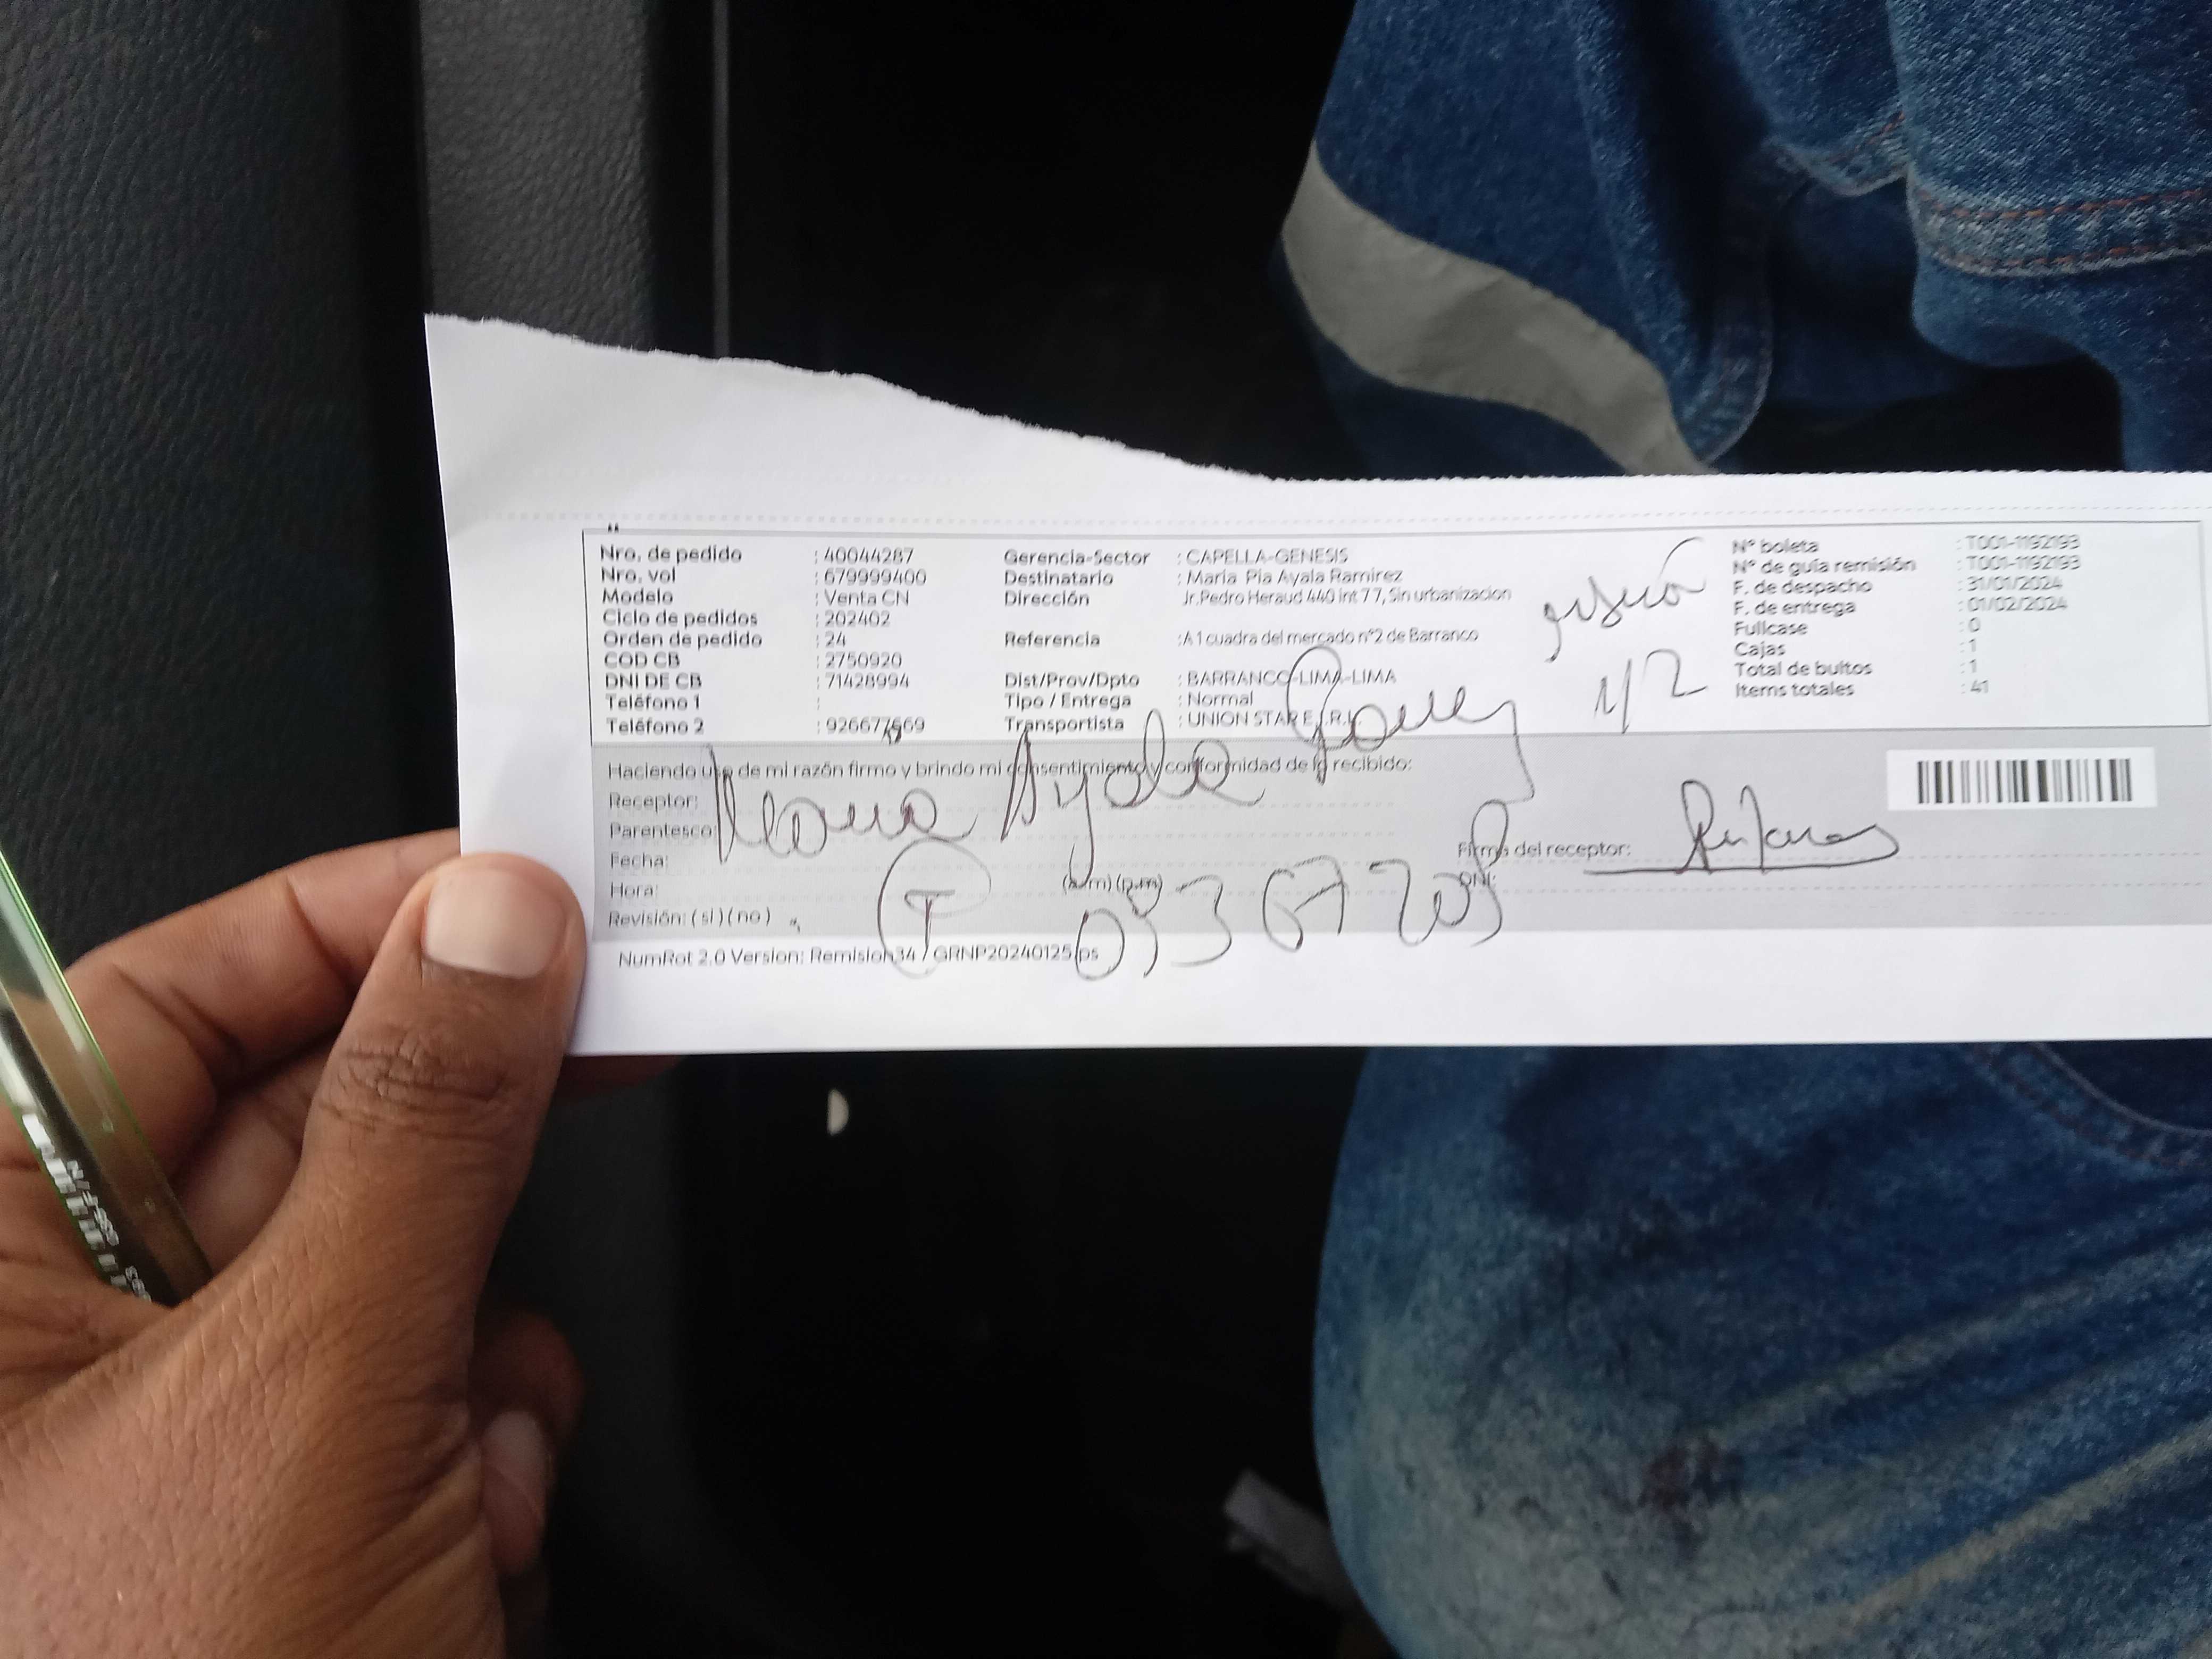 Nro. de pedido : 40044287
Nro. vol : 679999400
Modelo : Venta CN
Ciclo de pedidos : 202402
Orden de pedido : 24
COD CB : 2750920
DNI DE CB : 71428994
Teléfono 1 :
Teléfono 2 : 926677669
Gerencia-Sector : CAPELLA-GENESIS
Destinatario : Maria Pia Ayala Ramirez
Dirección Jr.Pedro Heraud 440 int 77, Sin urbanizacion
Referencia :A 1 cuadra del mercado n°2 de Barranco
Dist/Prov/Dpto : BARRANCO-LIMA-LIMA
Tipo / Entrega : Normal
Transportista : UNION STAR E.I.R.L.
1/2
N° boleta : T001-1192193
N° de guía remisión : T001-1192193
F. de despacho : 31/01/2024
F. de entrega : 01/02/2024
Fullcase : 0
Cajas : 1
Total de bultos : 1
Items totales : 41
Haciendo uso de mi razón firmo y brindo mi consentimiento y conformidad de lo recibido:
Receptor: Maria Ayala
Parentesco:
Fecha:
Hora: (a.m) (p.m)
Revisión: ( si ) ( no )
T
Firma del receptor:
DNI:
NumRot 2.0 Version: Remision34 / GRNP20240125.ps